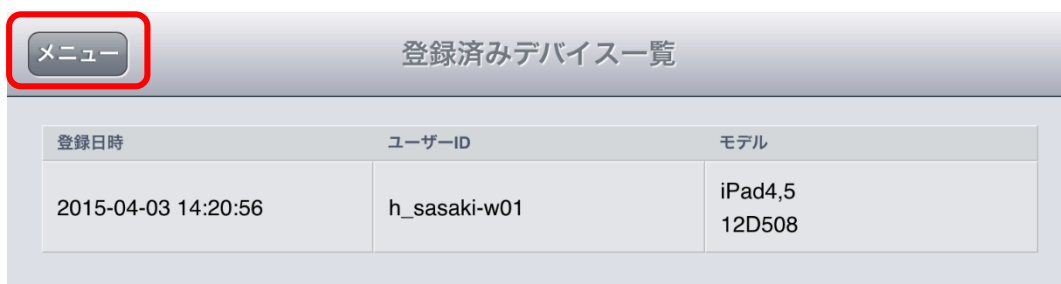 メニュー
登録済みデバイス一覧
登録日時 ユーザーID モデル
2015-04-03 14:20:56 h_sasaki-w01 iPad4,5
12D508